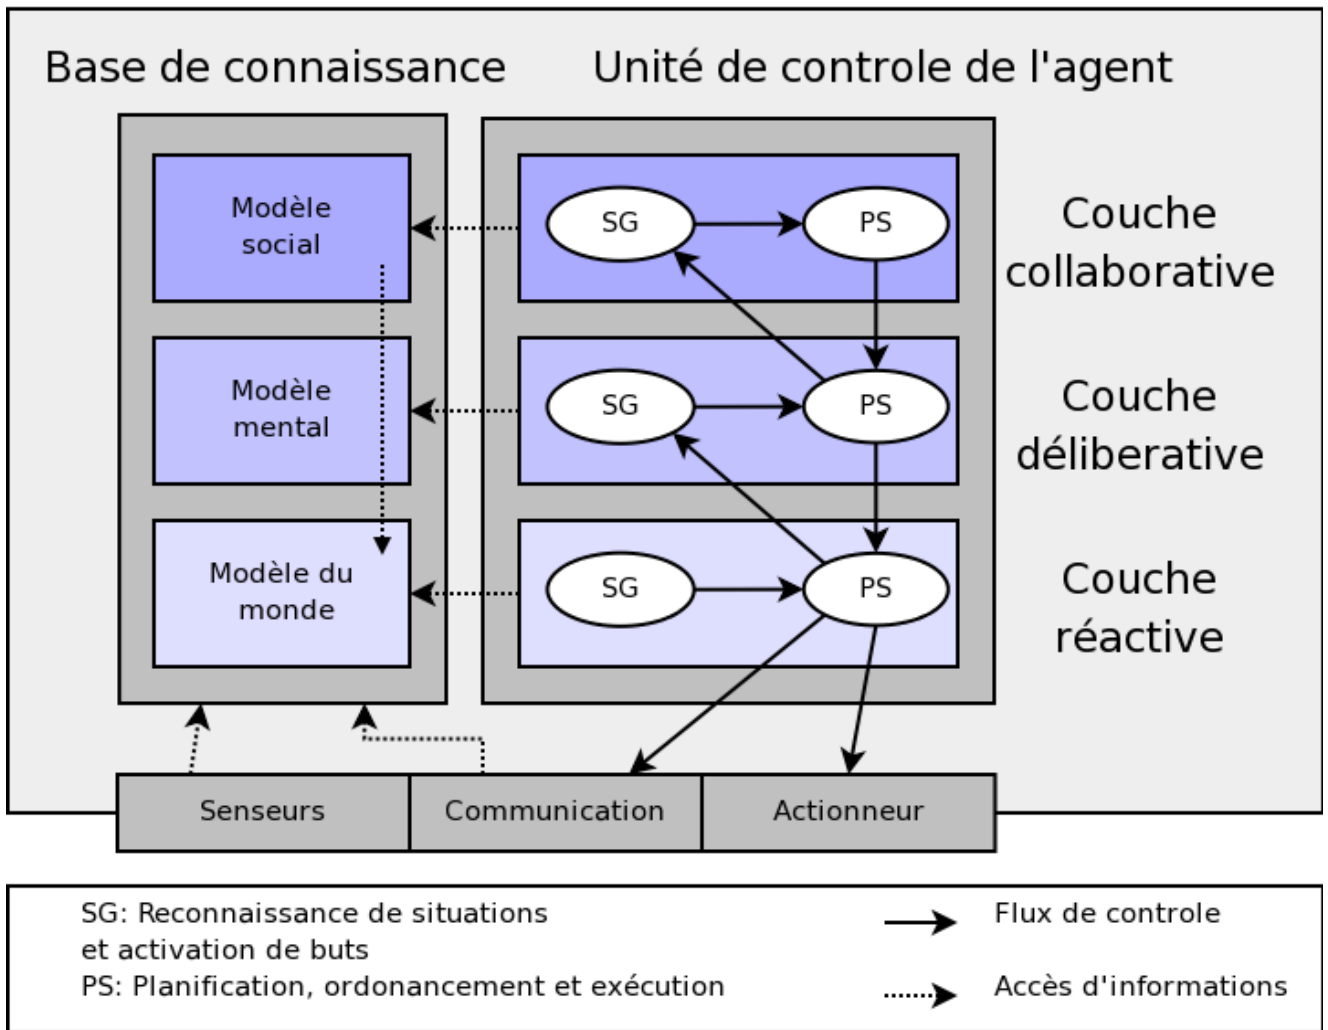 Base de connaissance
Unité de controle de l'agent
Modèle
social
SG
PS
Couche
collaborative
Modèle
mental
SG
PS
Couche
déliberative
Modèle du
monde
SG
PS
Couche
réactive
Senseurs
Communication
Actionneur
SG: Reconnaissance de situations
et activation de buts
PS: Planification, ordonancement et exécution
Flux de controle
Accès d'informations